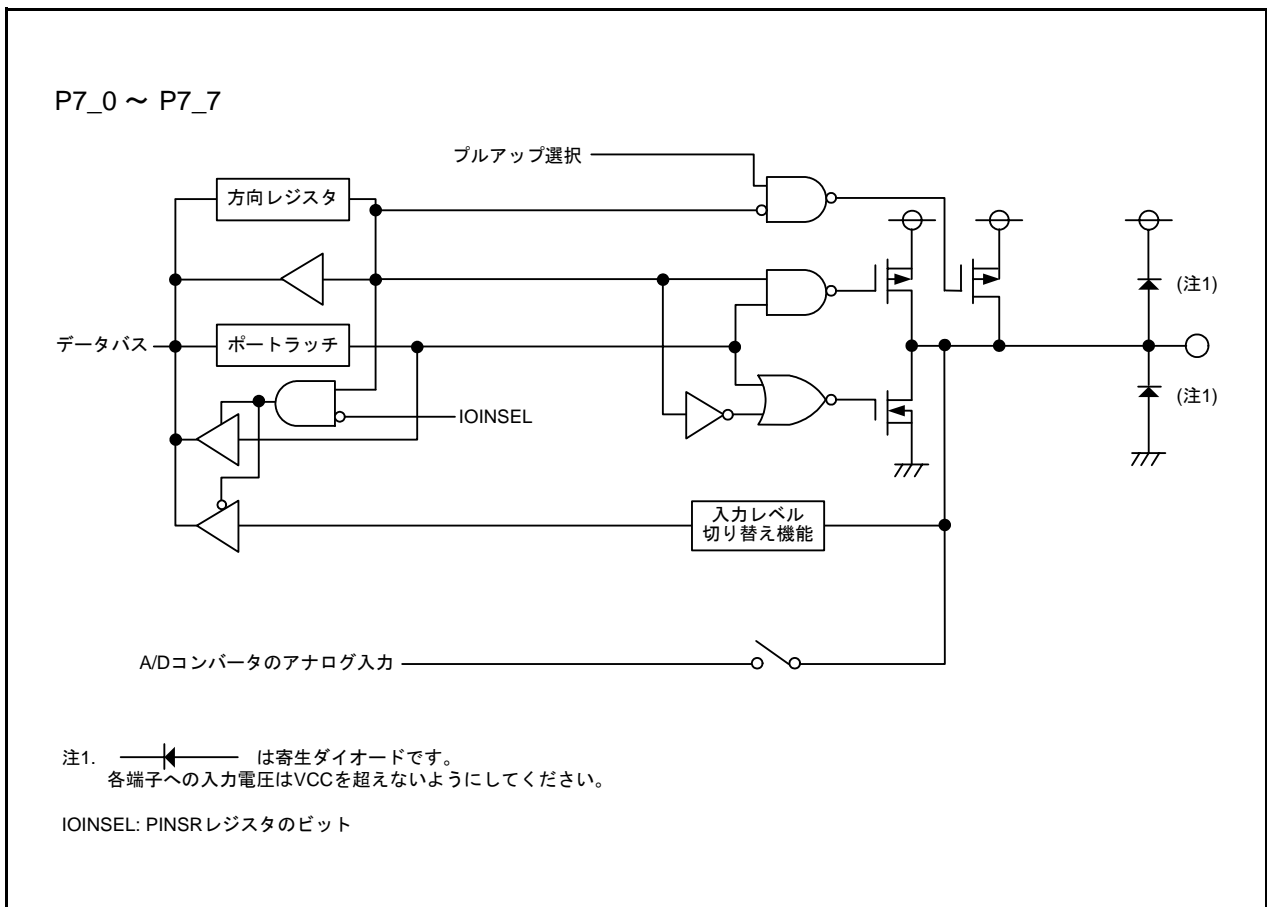 P7_0 ～ P7_7
プルアップ選択
方向レジスタ
データバス
ポートラッチ
IOINSEL
(注1)
(注1)
入力レベル
切り替え機能
A/Dコンバータのアナログ入力
注1. は寄生ダイオードです。
各端子への入力電圧はVCCを超えないようにしてください。
IOINSEL: PINSRレジスタのビット